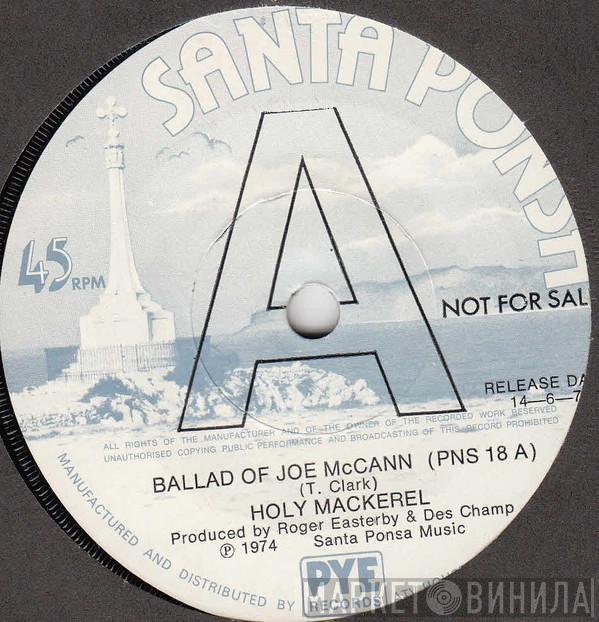 SANTA PONSA
A
45 RPM
NOT FOR SAL
RELEASE DA
14-6-7
ALL RIGHTS OF THE MANUFACTURER AND OF THE OWNER OF THE RECORDED WORK RESERVED
UNAUTHORISED COPYING PUBLIC PERFORMANCE AND BROADCASTING OF THIS RECORD PROHIBITED
BALLAD OF JOE McCANN (PNS 18 A)
(T. Clark)
HOLY MACKEREL
Produced by Roger Easterby & Des Champ
℗ 1974 Santa Ponsa Music
MANUFACTURED AND DISTRIBUTED BY
PYE
RECORDS
МАРКЕТ ВИНИЛА